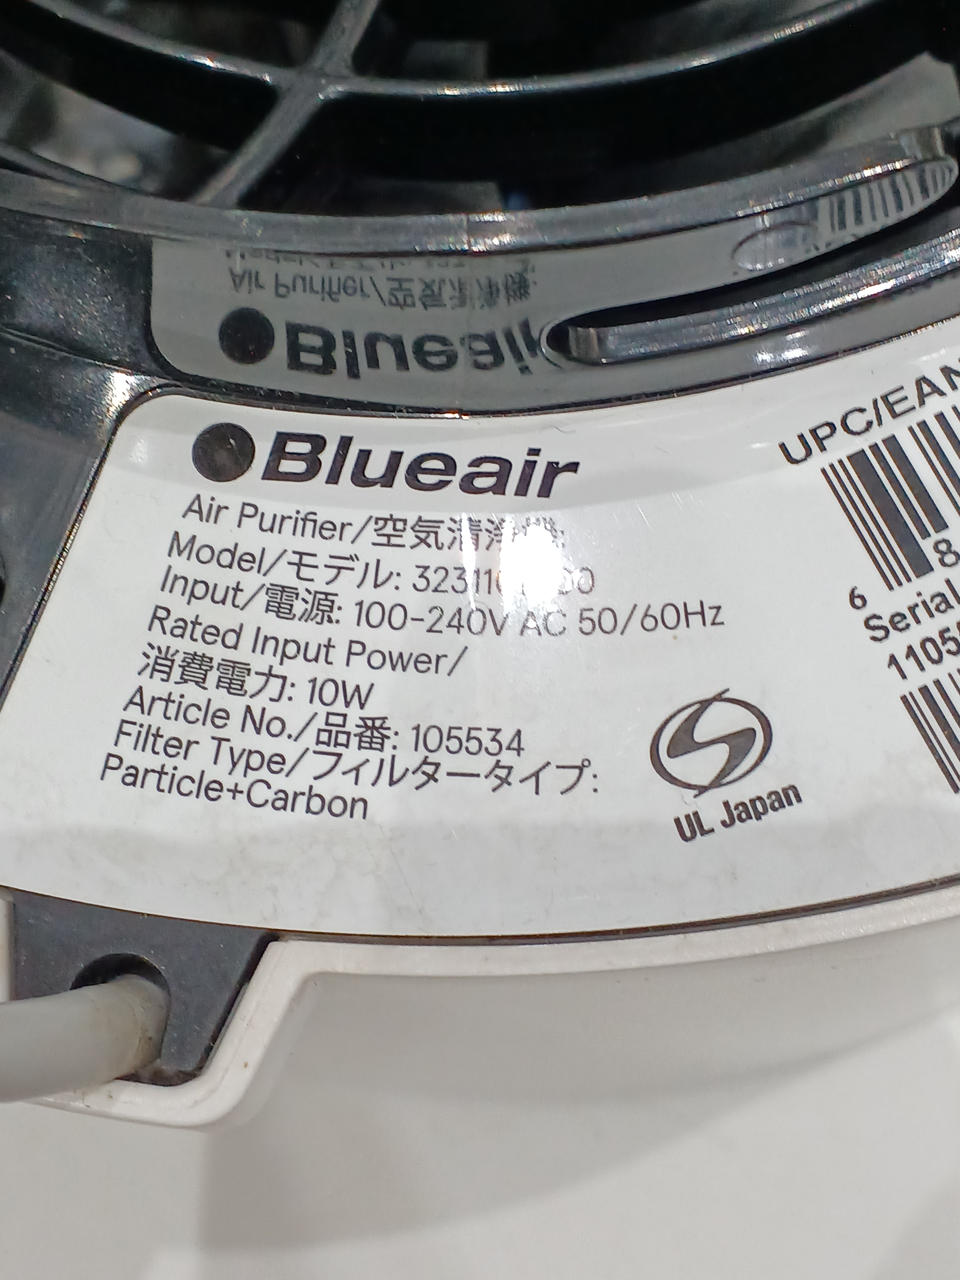 Blueair
Air Purifier/空気清浄機
Model/モデル:
Input/電源: 100-240V AC 50/60Hz
Rated Input Power/
消費電力: 10W
Article No./品番: 105534
Filter Type/フィルタータイプ:
Particle+Carbon
UL Japan
UPC/EAN
6 8
Serial